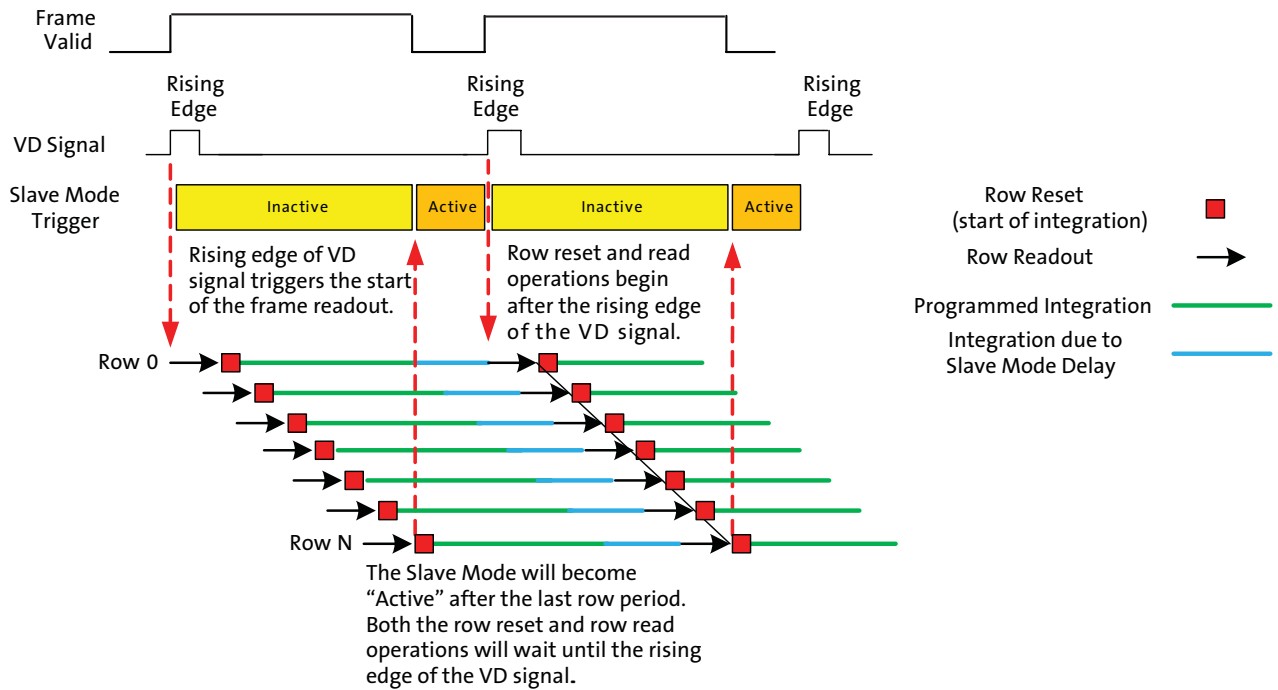 Frame
Valid
Rising
Edge
Rising
Edge
Rising
Edge
VD Signal
Slave Mode
Trigger
Inactive
Active
Inactive
Active
Rising edge of VD
signal triggers the start
of the frame readout.
Row reset and read
operations begin
after the rising edge
of the VD signal.
Row Reset
(start of integration)
Row Readout
Programmed Integration
Integration due to
Slave Mode Delay
Row 0
Row N
The Slave Mode will become
“Active” after the last row period.
Both the row reset and row read
operations will wait until the rising
edge of the VD signal.